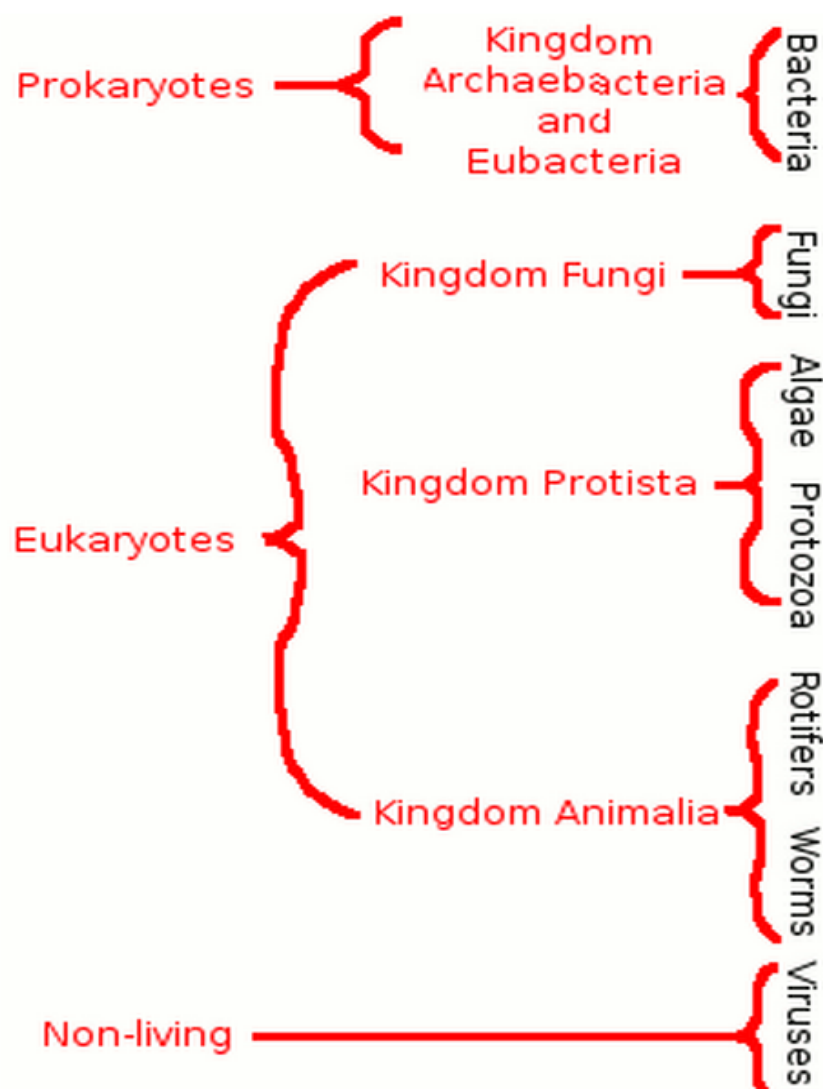 Prokaryotes
Kingdom
Archaebacteria
and
Eubacteria
Bacteria
Eukaryotes
Kingdom Fungi
Fungi
Kingdom Protista
Algae
Protozoa
Kingdom Animalia
Rotifers
Worms
Non-living
Viruses